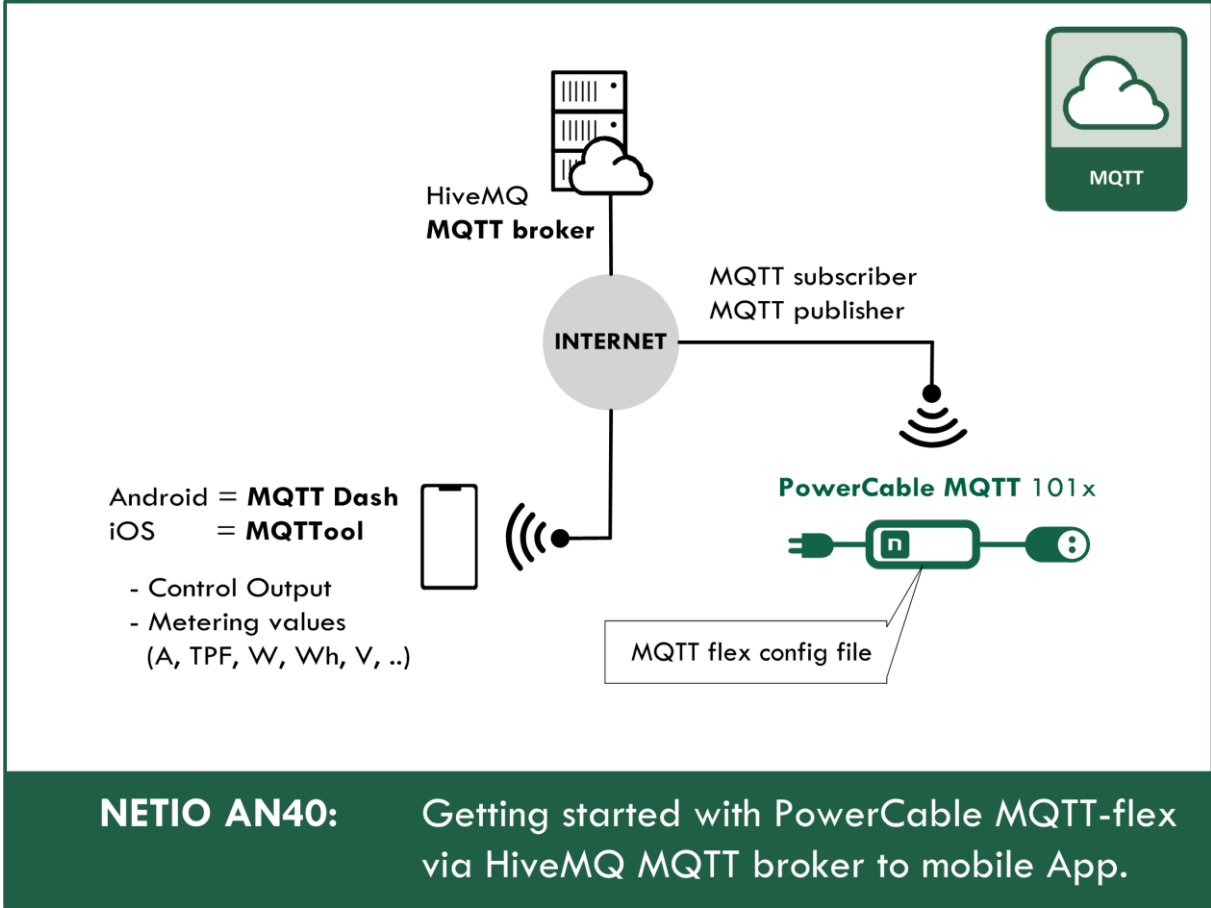 MQTT
HiveMQ
MQTT broker
MQTT subscriber
MQTT publisher
INTERNET
Android = MQTT Dash
iOS = MQTTool
- Control Output
- Metering values
(A, TPF, W, Wh, V, ..)
PowerCable MQTT 101x
n
MQTT flex config file
NETIO AN40: Getting started with PowerCable MQTT-flex
via HiveMQ MQTT broker to mobile App.